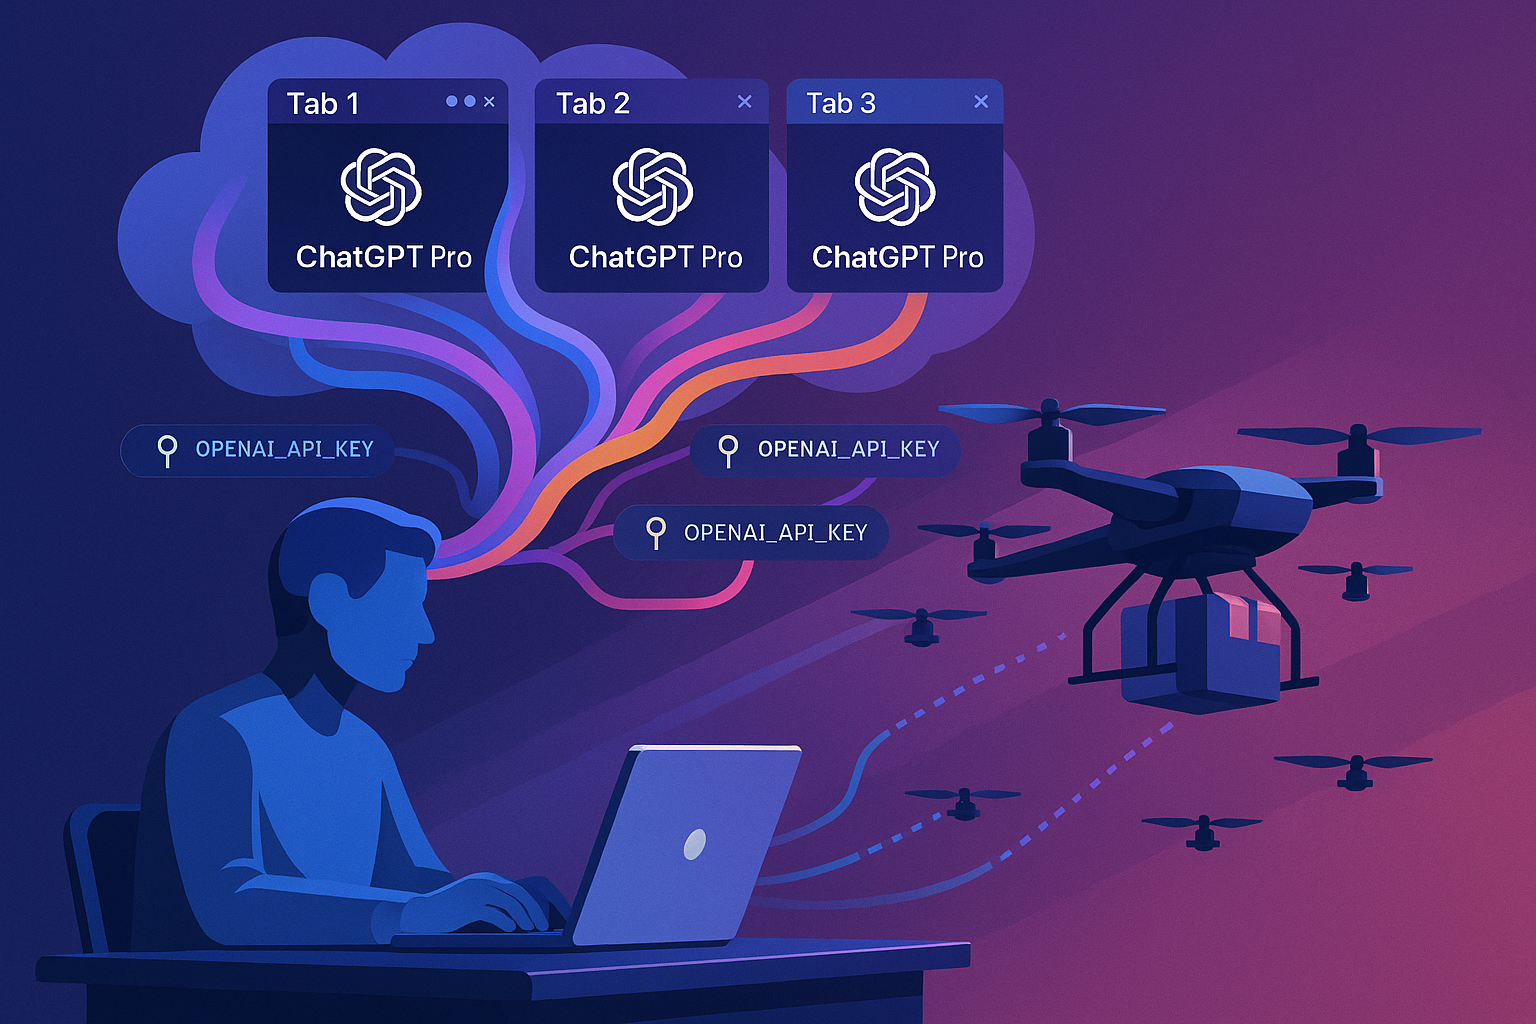 Tab 1
Tab 2
Tab 3
ChatGPT Pro
ChatGPT Pro
ChatGPT Pro
OPENAI_API_KEY
OPENAI_API_KEY
OPENAI_API_KEY